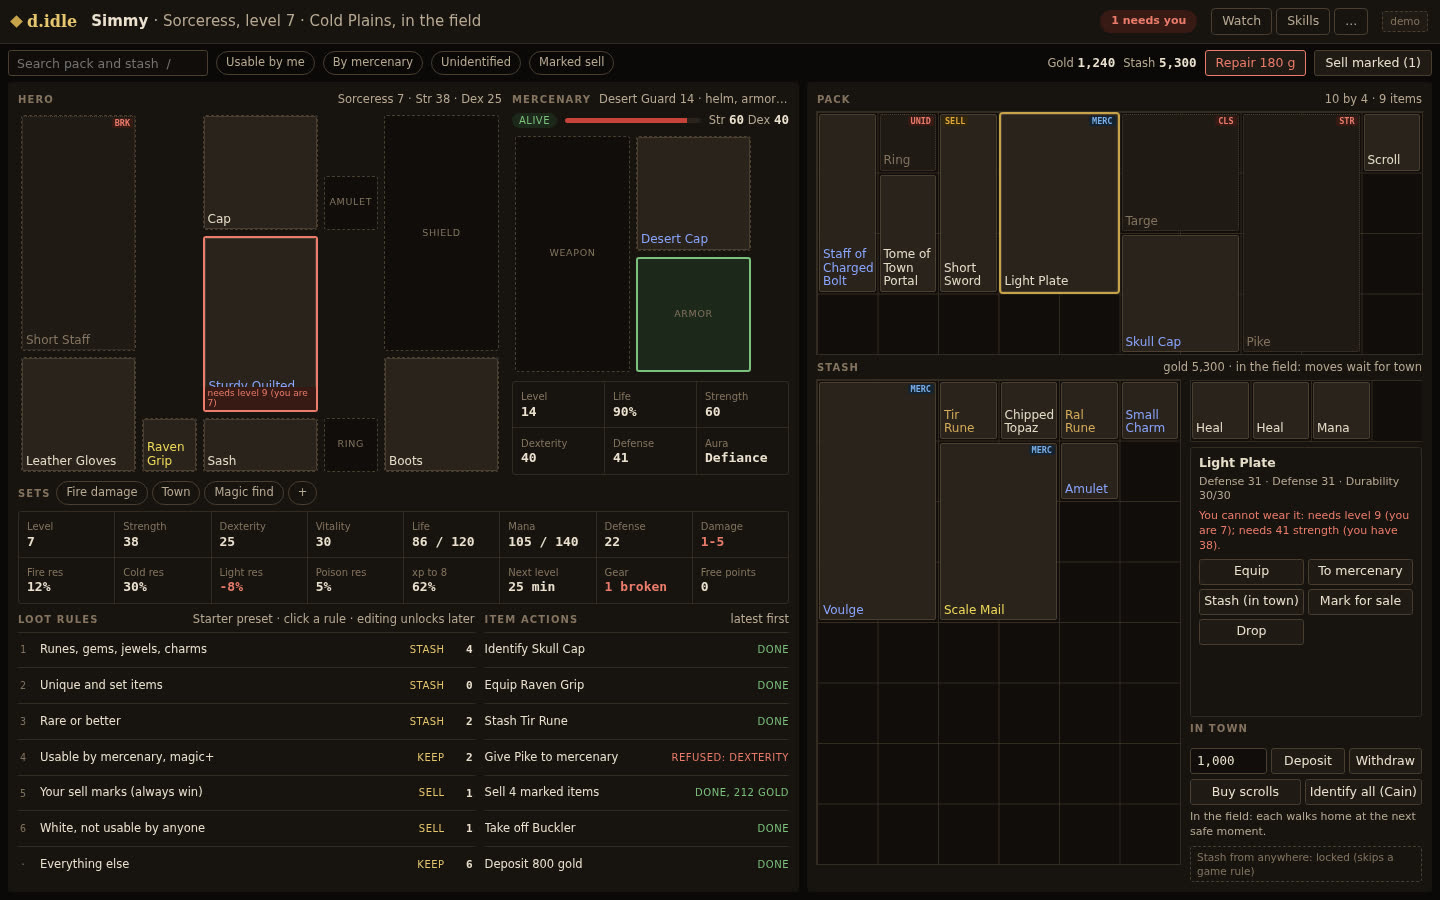 d.idle Simmy · Sorceress, level 7 · Cold Plains, in the field
1 needs you
Watch
Skills
...
demo
Search pack and stash /
Usable by me
By mercenary
Unidentified
Marked sell
Gold 1,240 Stash 5,300
Repair 180 g
Sell marked (1)
HERO
Sorceress 7 · Str 38 · Dex 25
BRK
Short Staff
Cap
AMULET
SHIELD
Sturdy Quilted
needs level 9 (you are
7)
Leather Gloves
Raven
Grip
Sash
RING
Boots
MERCENARY Desert Guard 14 · helm, armor...
ALIVE
Str 60 Dex 40
WEAPON
Desert Cap
ARMOR
Level
14
Life
90%
Strength
60
Dexterity
40
Defense
41
Aura
Defiance
SETS
Fire damage
Town
Magic find
+
Level
7
Strength
38
Dexterity
25
Vitality
30
Life
86 / 120
Mana
105 / 140
Defense
22
Damage
1-5
Fire res
12%
Cold res
30%
Light res
-8%
Poison res
5%
xp to 8
62%
Next level
25 min
Gear
1 broken
Free points
0
LOOT RULES
Starter preset · click a rule · editing unlocks later
1 Runes, gems, jewels, charms STASH 4
2 Unique and set items STASH 0
3 Rare or better STASH 2
4 Usable by mercenary, magic+ KEEP 2
5 Your sell marks (always win) SELL 1
6 White, not usable by anyone SELL 1
· Everything else KEEP 6
ITEM ACTIONS
latest first
Identify Skull Cap DONE
Equip Raven Grip DONE
Stash Tir Rune DONE
Give Pike to mercenary REFUSED: DEXTERITY
Sell 4 marked items DONE, 212 GOLD
Take off Buckler DONE
Deposit 800 gold DONE
PACK
10 by 4 · 9 items
Staff of
Charged
Bolt
UNID
Ring
Tome of
Town
Portal
SELL
Short
Sword
MERC
Light Plate
CLS
Targe
Skull Cap
STR
Pike
Scroll
STASH
gold 5,300 · in the field: moves wait for town
MERC
Voulge
Tir
Rune
Chipped
Topaz
Ral
Rune
Small
Charm
MERC
Scale Mail
Amulet
Heal
Heal
Mana
Light Plate
Defense 31 · Defense 31 · Durability
30/30
You cannot wear it: needs level 9 (you
are 7); needs 41 strength (you have
38).
Equip
To mercenary
Stash (in town)
Mark for sale
Drop
IN TOWN
1,000
Deposit
Withdraw
Buy scrolls
Identify all (Cain)
In the field: each walks home at the next
safe moment.
Stash from anywhere: locked (skips a
game rule)